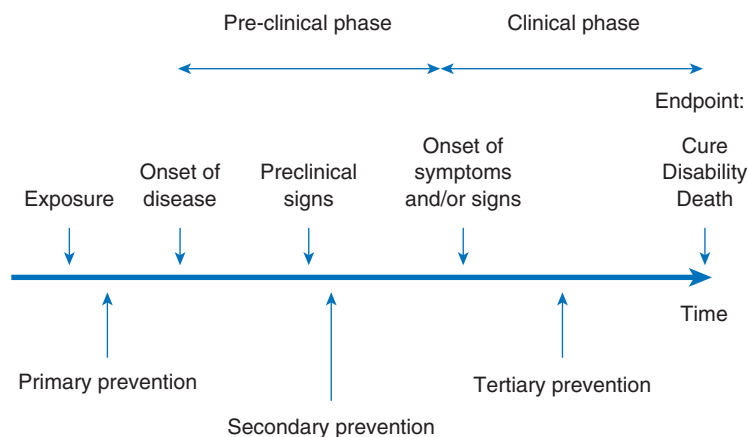 Pre-clinical phase
Clinical phase
Endpoint:
Exposure
Onset of
disease
Preclinical
signs
Onset of
symptoms
and/or signs
Cure
Disability
Death
Time
Primary prevention
Secondary prevention
Tertiary prevention